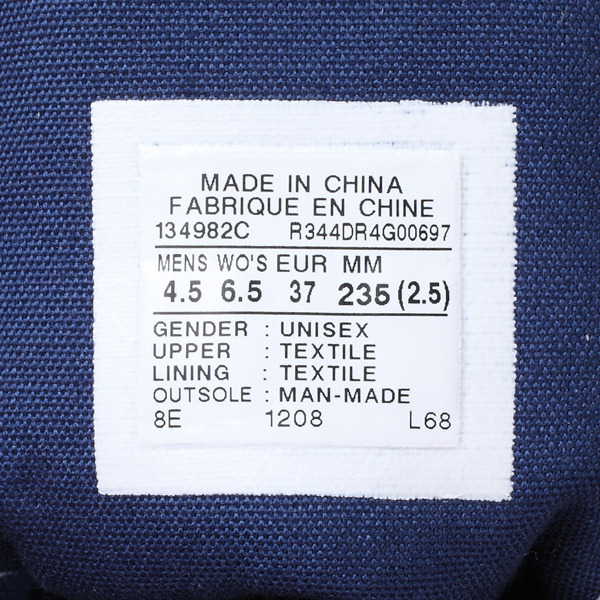 MADE IN CHINA
FABRIQUE EN CHINE
134982C R344DR4G00697
MENS WO'S EUR MM
4.5 6.5 37 235 (2.5)
GENDER : UNISEX
UPPER : TEXTILE
LINING : TEXTILE
OUTSOLE : MAN-MADE
8E 1208 L68